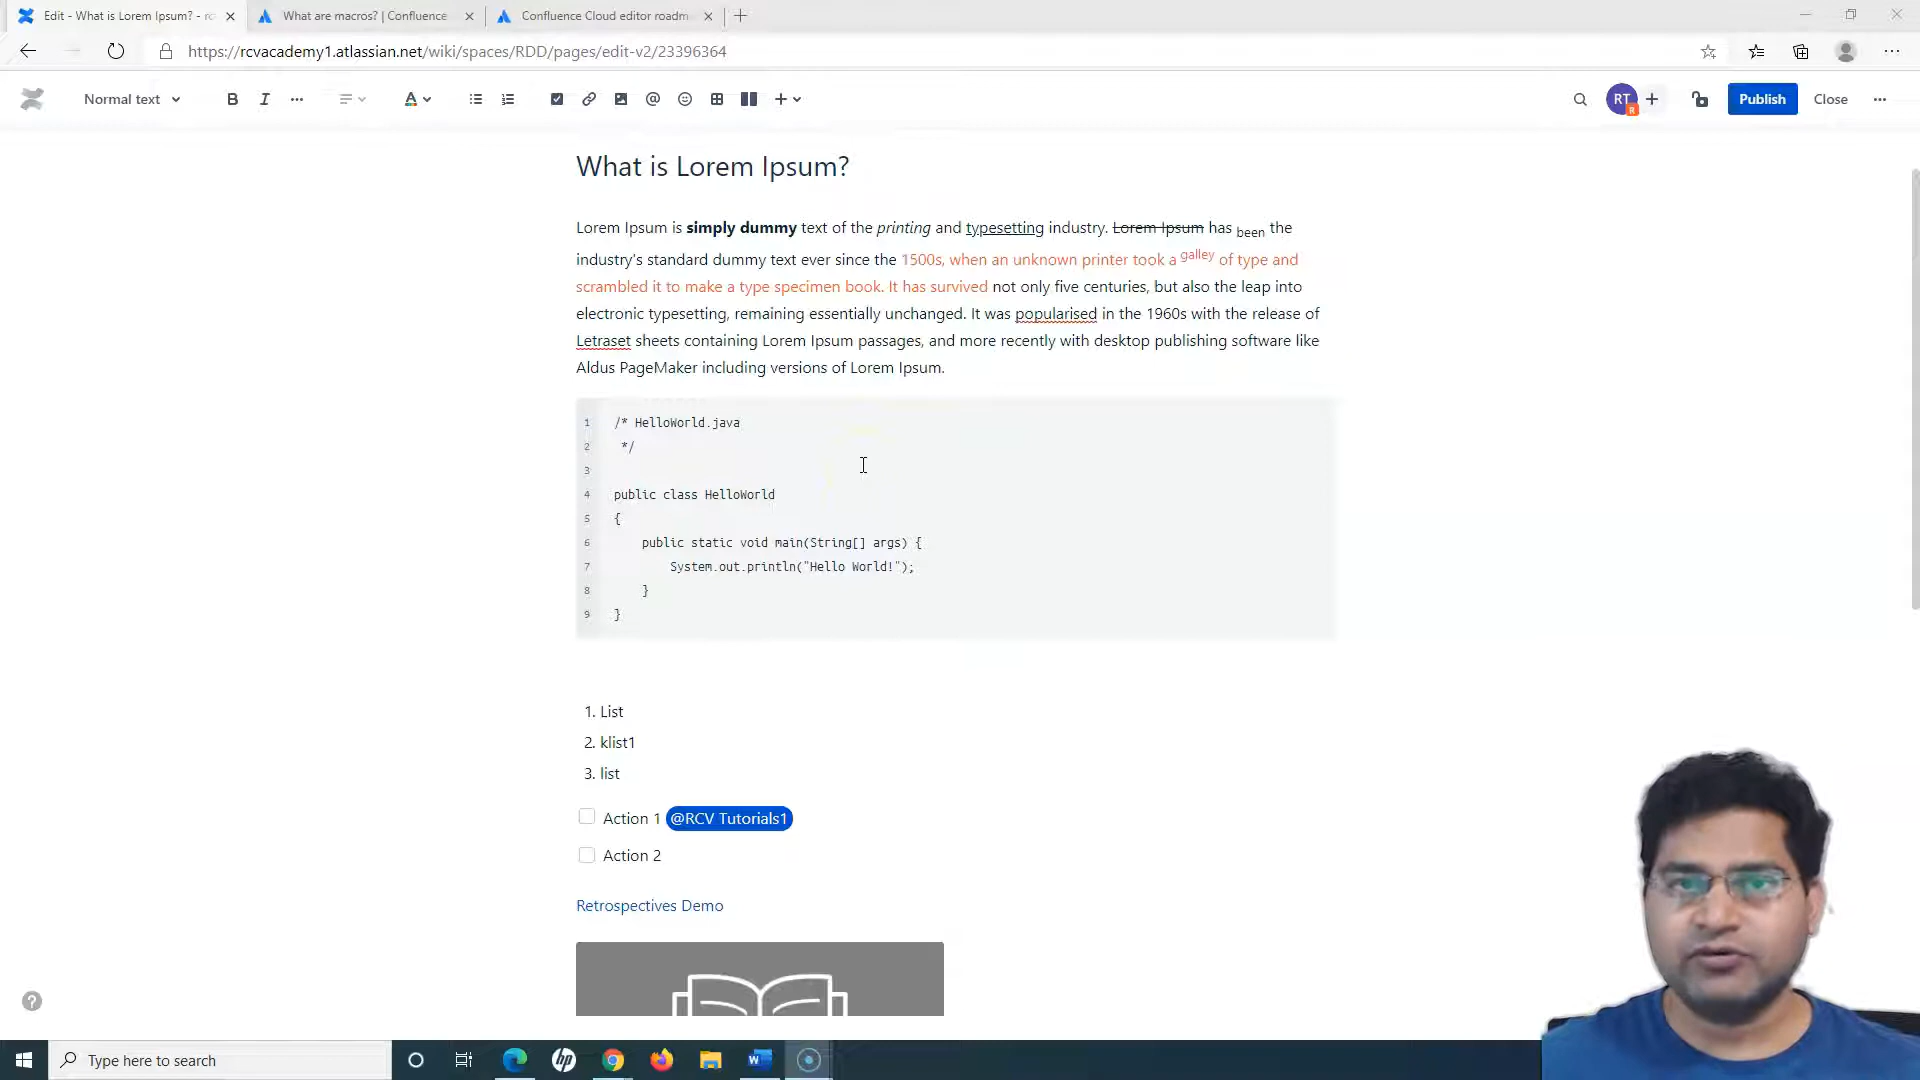 Edit - What is Lorem Ipsum? - rc
What are macros? | Confluence
Confluence Cloud editor roadm
https://rcvacademy1.atlassian.net/wiki/spaces/RDD/pages/edit-v2/23396364
Normal text
B
I
A
RT
R
Publish
Close
What is Lorem Ipsum?
Lorem Ipsum is simply dummy text of the printing and typesetting industry. Lorem Ipsum has been the
industry's standard dummy text ever since the 1500s, when an unknown printer took a galley of type and
scrambled it to make a type specimen book. It has survived not only five centuries, but also the leap into
electronic typesetting, remaining essentially unchanged. It was popularised in the 1960s with the release of
Letraset sheets containing Lorem Ipsum passages, and more recently with desktop publishing software like
Aldus PageMaker including versions of Lorem Ipsum.
1 /* HelloWorld.java
2 */
3
4 public class HelloWorld
5 {
6 public static void main(String[] args) {
7 System.out.println("Hello World!");
8 }
9 }
1. List
2. klist1
3. list
Action 1 @RCV Tutorials1
Action 2
Retrospectives Demo
?
Type here to search
hp
W